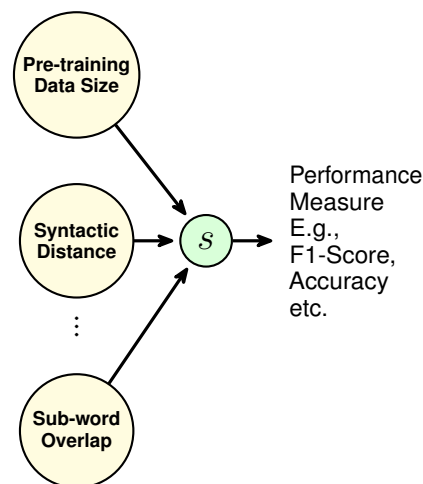 Pre-training
Data Size
Syntactic
Distance
⋮
Sub-word
Overlap
s
Performance
Measure
E.g.,
F1-Score,
Accuracy
etc.